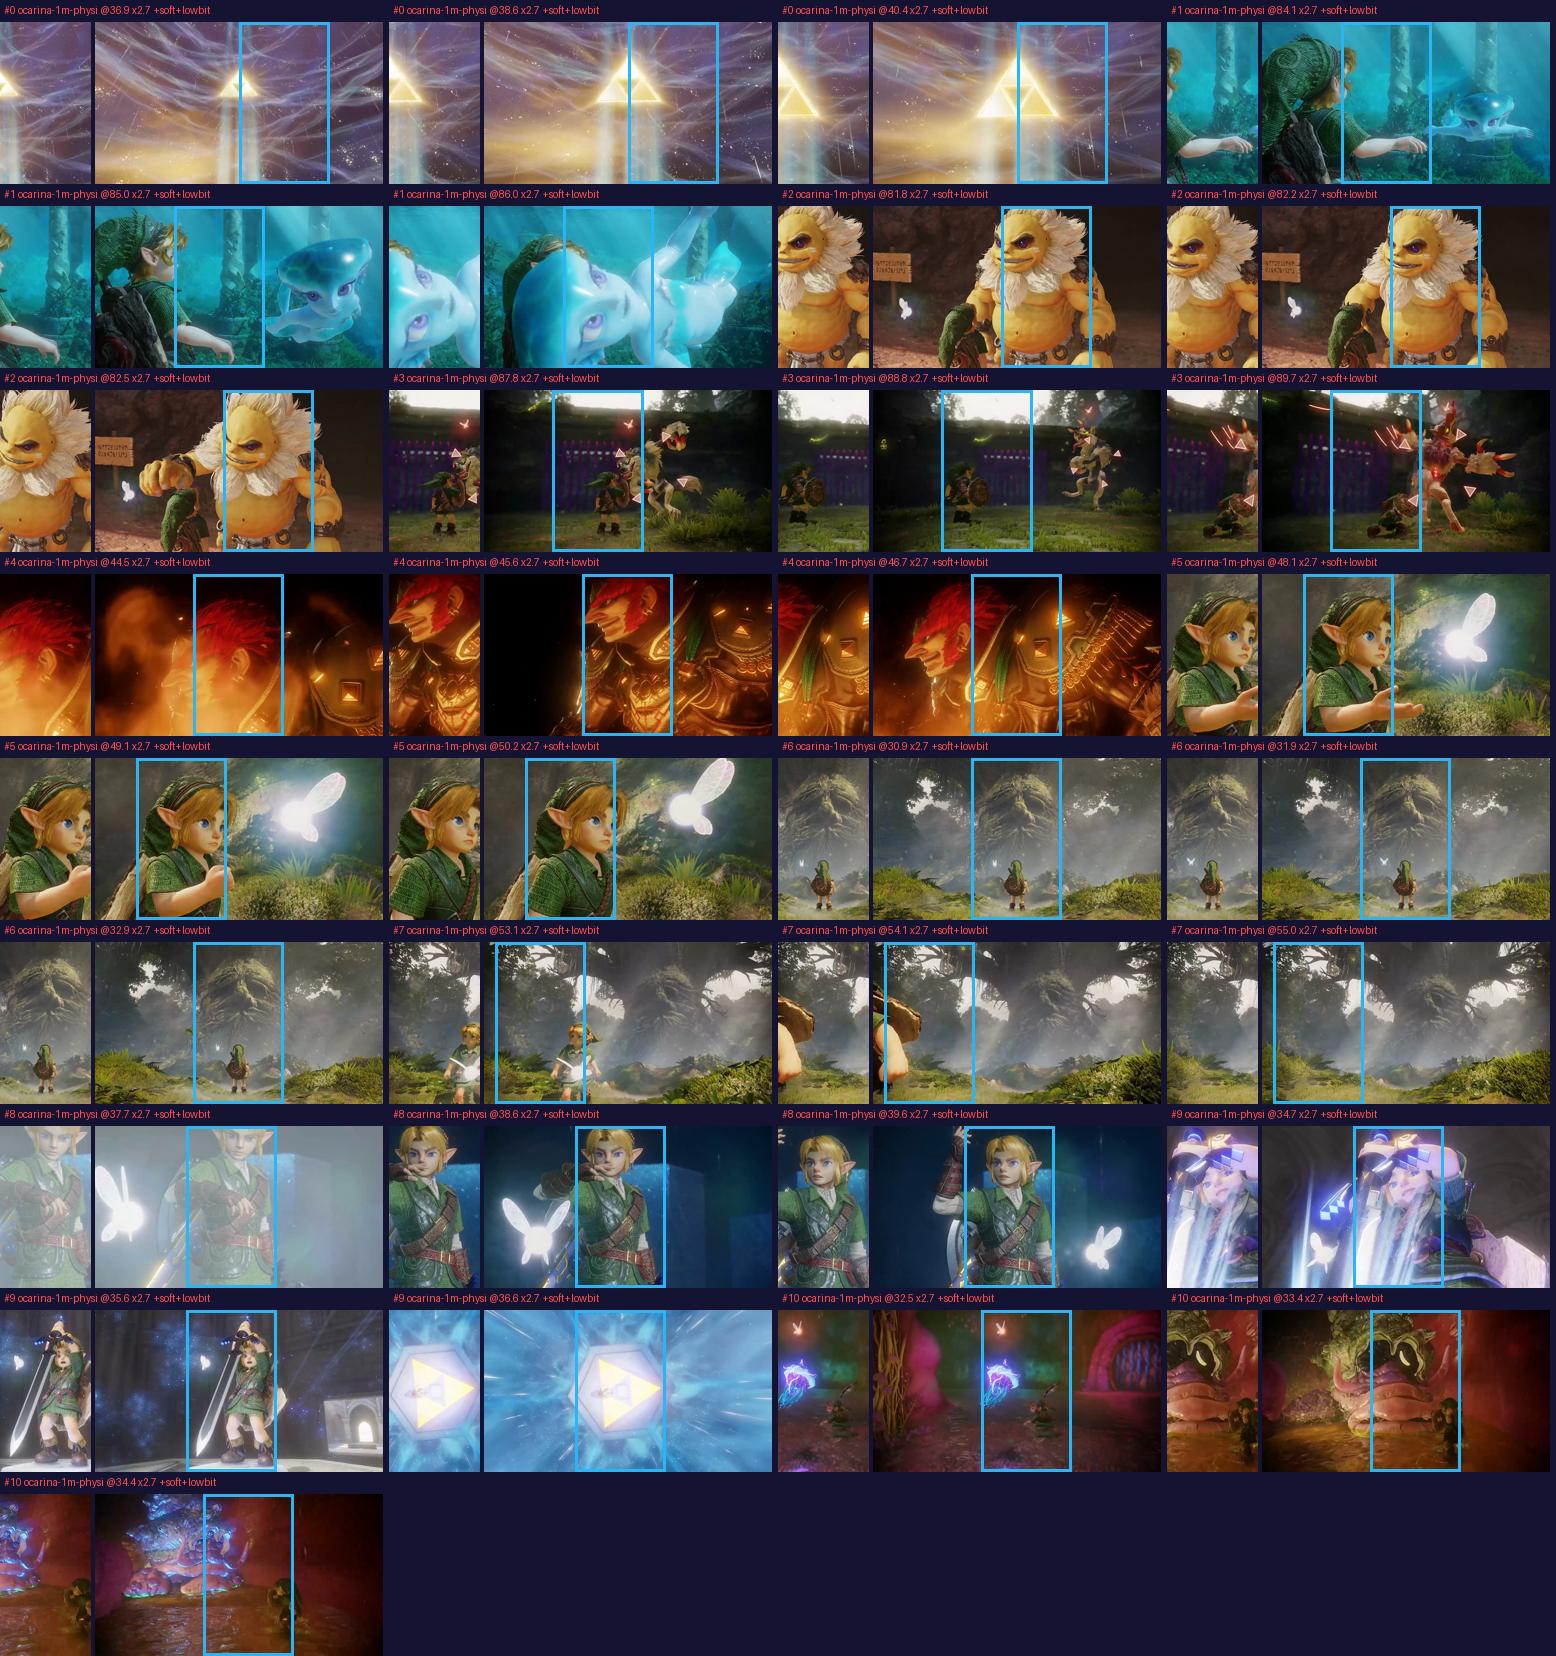 #0 ocarina-1m-physi @36.9 x2.7 +soft+lowbit
#0 ocarina-1m-physi @38.6 x2.7 +soft+lowbit
#0 ocarina-1m-physi @40.4 x2.7 +soft+lowbit
#1 ocarina-1m-physi @84.1 x2.7 +soft+lowbit
#1 ocarina-1m-physi @85.0 x2.7 +soft+lowbit
#1 ocarina-1m-physi @86.0 x2.7 +soft+lowbit
#2 ocarina-1m-physi @81.8 x2.7 +soft+lowbit
#2 ocarina-1m-physi @82.2 x2.7 +soft+lowbit
#2 ocarina-1m-physi @82.5 x2.7 +soft+lowbit
#3 ocarina-1m-physi @87.8 x2.7 +soft+lowbit
#3 ocarina-1m-physi @88.8 x2.7 +soft+lowbit
#3 ocarina-1m-physi @89.7 x2.7 +soft+lowbit
#4 ocarina-1m-physi @44.5 x2.7 +soft+lowbit
#4 ocarina-1m-physi @45.6 x2.7 +soft+lowbit
#4 ocarina-1m-physi @46.7 x2.7 +soft+lowbit
#5 ocarina-1m-physi @48.1 x2.7 +soft+lowbit
#5 ocarina-1m-physi @49.1 x2.7 +soft+lowbit
#5 ocarina-1m-physi @50.2 x2.7 +soft+lowbit
#6 ocarina-1m-physi @30.9 x2.7 +soft+lowbit
#6 ocarina-1m-physi @31.9 x2.7 +soft+lowbit
#6 ocarina-1m-physi @32.9 x2.7 +soft+lowbit
#7 ocarina-1m-physi @53.1 x2.7 +soft+lowbit
#7 ocarina-1m-physi @54.1 x2.7 +soft+lowbit
#7 ocarina-1m-physi @55.0 x2.7 +soft+lowbit
#8 ocarina-1m-physi @37.7 x2.7 +soft+lowbit
#8 ocarina-1m-physi @38.6 x2.7 +soft+lowbit
#8 ocarina-1m-physi @39.6 x2.7 +soft+lowbit
#9 ocarina-1m-physi @34.7 x2.7 +soft+lowbit
#9 ocarina-1m-physi @35.6 x2.7 +soft+lowbit
#9 ocarina-1m-physi @36.6 x2.7 +soft+lowbit
#10 ocarina-1m-physi @32.5 x2.7 +soft+lowbit
#10 ocarina-1m-physi @33.4 x2.7 +soft+lowbit
#10 ocarina-1m-physi @34.4 x2.7 +soft+lowbit